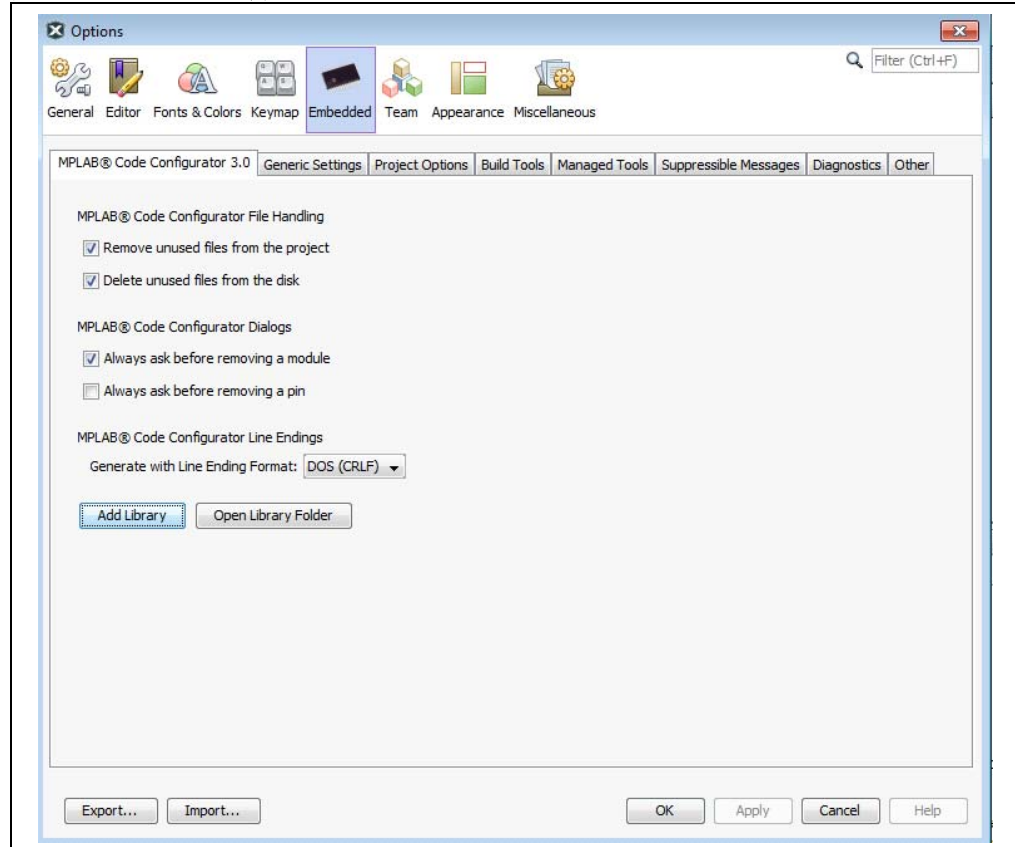 Options
Filter (Ctrl+F)
General Editor Fonts & Colors Keymap Embedded Team Appearance Miscellaneous
MPLAB® Code Configurator 3.0 Generic Settings Project Options Build Tools Managed Tools Suppressible Messages Diagnostics Other
MPLAB® Code Configurator File Handling
Remove unused files from the project
Delete unused files from the disk
MPLAB® Code Configurator Dialogs
Always ask before removing a module
Always ask before removing a pin
MPLAB® Code Configurator Line Endings
Generate with Line Ending Format: DOS (CRLF)
Add Library Open Library Folder
Export... Import... OK Apply Cancel Help